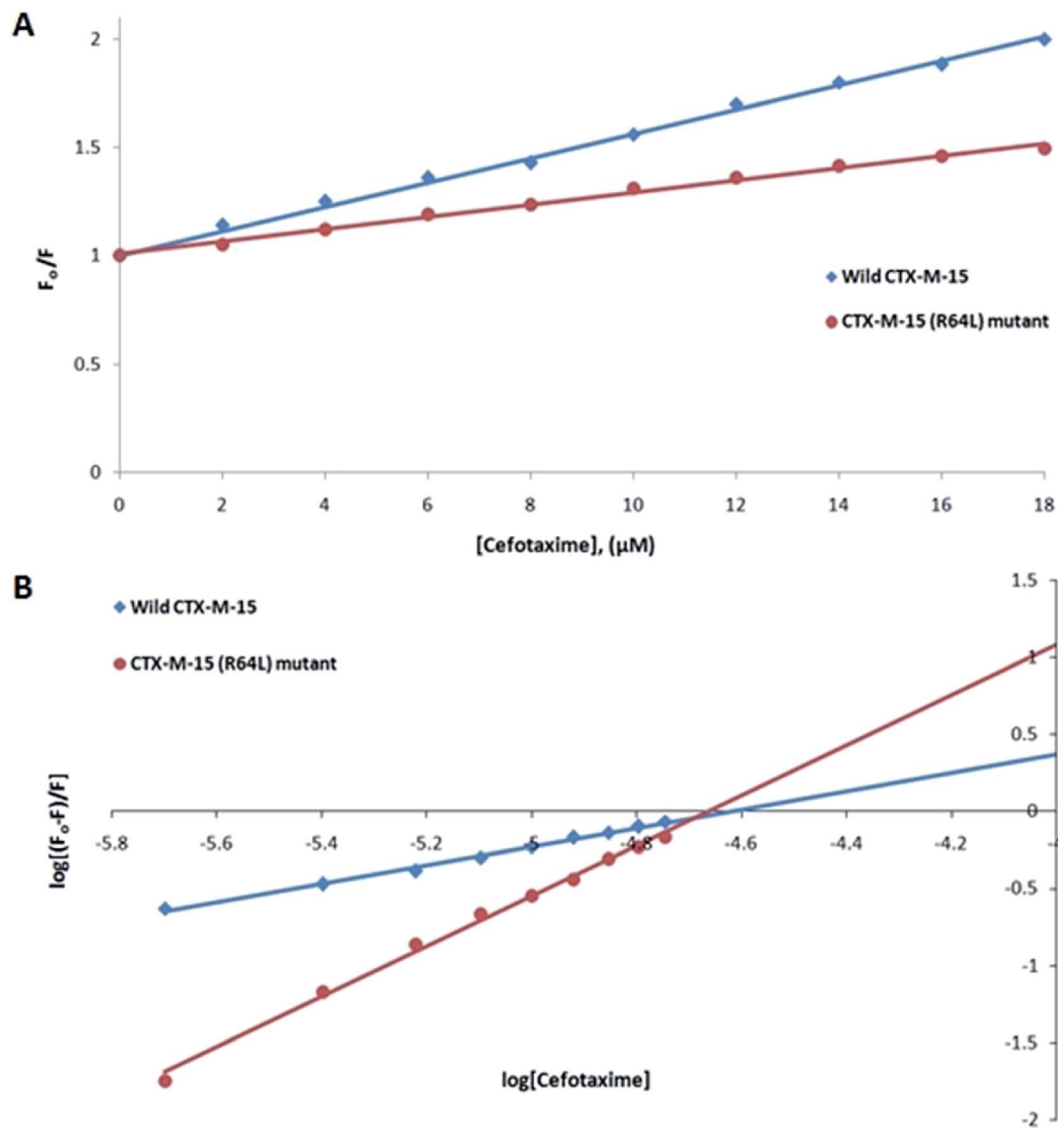 A
2
1.5
1
0.5
0
Fo/F
Wild CTX-M-15
CTX-M-15 (R64L) mutant
0 2 4 6 8 10 12 14 16 18
[Cefotaxime], (µM)
B
Wild CTX-M-15
CTX-M-15 (R64L) mutant
1.5
1
0.5
0
-5.8 -5.6 -5.4 -5.2 -5 -4.8 -4.6 -4.4 -4.2
-0.5
-1
-1.5
-2
log[(Fo-F)/F]
log[Cefotaxime]